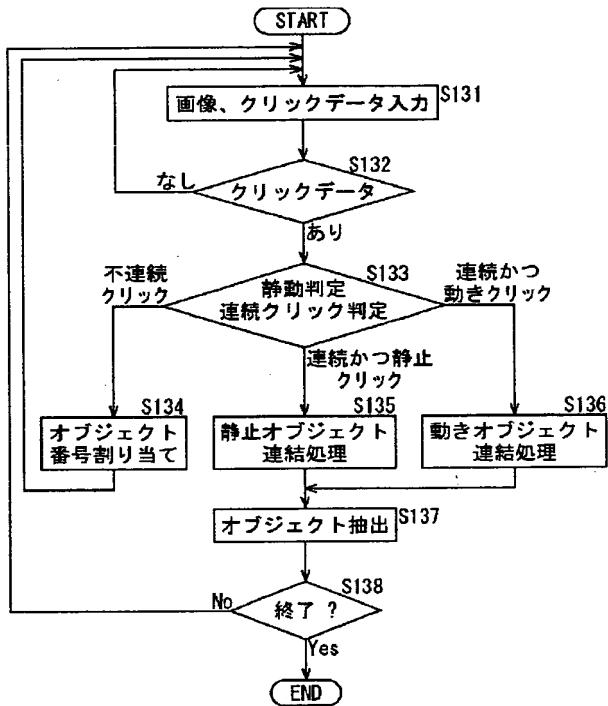 START
画像、クリックデータ入力
S131
S132
なし
クリックデータ
あり
S133
不連続
クリック
静動判定
連続クリック判定
連続かつ
動きクリック
連続かつ静止
クリック
S134
オブジェクト
番号割り当て
S135
静止オブジェクト
連結処理
S136
動きオブジェクト
連結処理
オブジェクト抽出
S137
S138
No
終了 ?
Yes
END